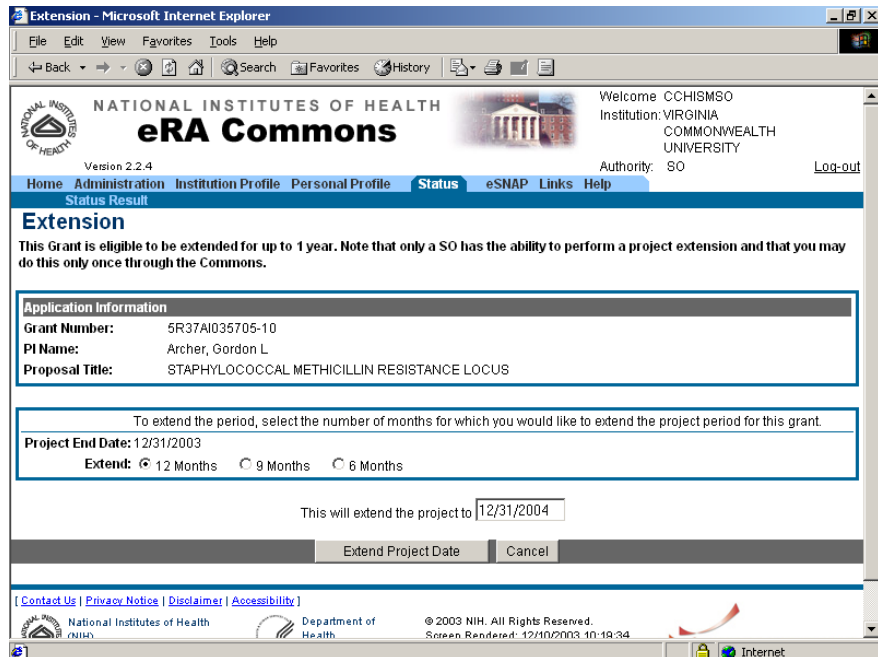 Extension - Microsoft Internet Explorer
File Edit View Favorites Tools Help
Back Search Favorites History
NATIONAL INSTITUTES OF HEALTH
eRA Commons
Version 2.2.4
Welcome CCHISMSO
Institution: VIRGINIA
COMMONWEALTH
UNIVERSITY
Authority: SO Log-out
Home Administration Institution Profile Personal Profile Status eSNAP Links Help
Status Result
Extension
This Grant is eligible to be extended for up to 1 year. Note that only a SO has the ability to perform a project extension and that you may
do this only once through the Commons.
Application Information
Grant Number: 5R37AI035705-10
PI Name: Archer, Gordon L
Proposal Title: STAPHYLOCOCCAL METHICILLIN RESISTANCE LOCUS
To extend the period, select the number of months for which you would like to extend the project period for this grant.
Project End Date: 12/31/2003
Extend: 12 Months 9 Months 6 Months
This will extend the project to 12/31/2004
Extend Project Date Cancel
[ Contact Us | Privacy Notice | Disclaimer | Accessibility ]
National Institutes of Health
(NIH)
Department of
Health
© 2003 NIH. All Rights Reserved.
Screen Rendered: 12/10/2003 10:19:34
Internet